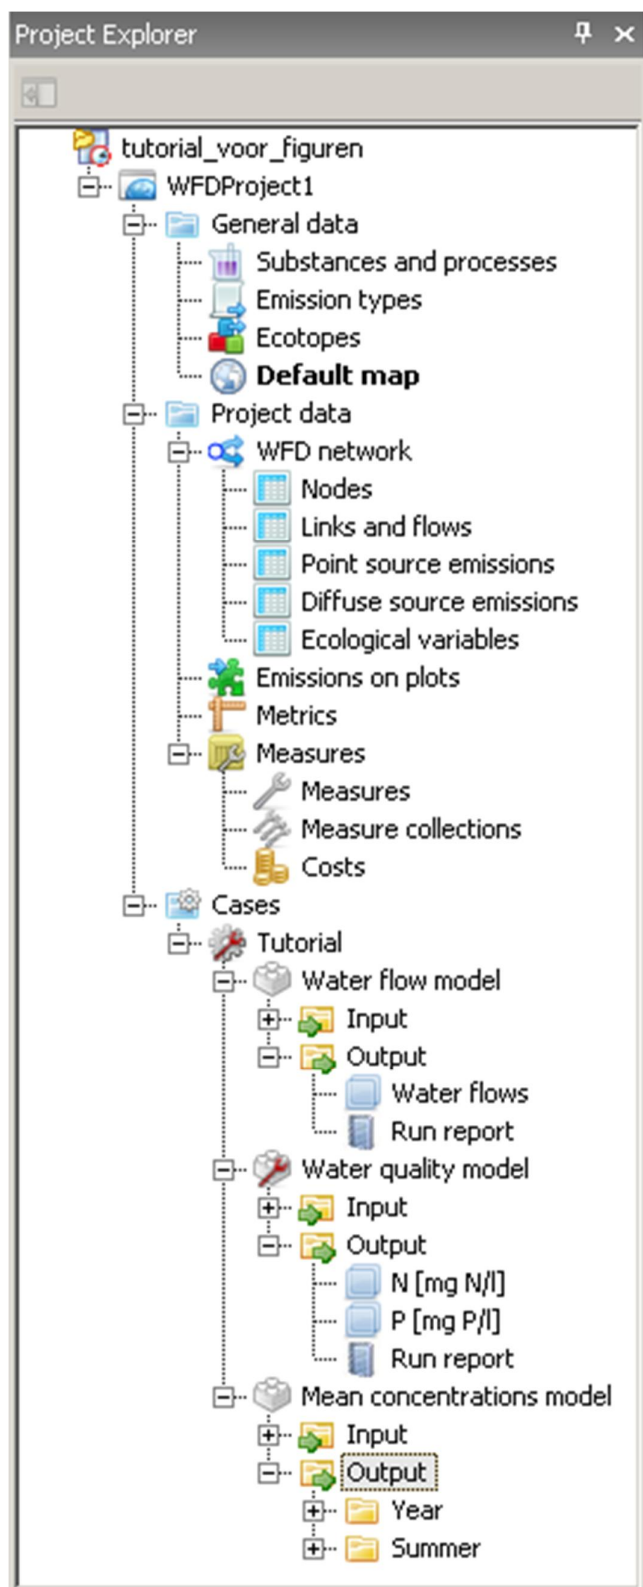 Project Explorer
tutorial_voor_figuren
WFDProject1
General data
Substances and processes
Emission types
Ecotopes
Default map
Project data
WFD network
Nodes
Links and flows
Point source emissions
Diffuse source emissions
Ecological variables
Emissions on plots
Metrics
Measures
Measures
Measure collections
Costs
Cases
Tutorial
Water flow model
Input
Output
Water flows
Run report
Water quality model
Input
Output
N [mg N/l]
P [mg P/l]
Run report
Mean concentrations model
Input
Output
Year
Summer